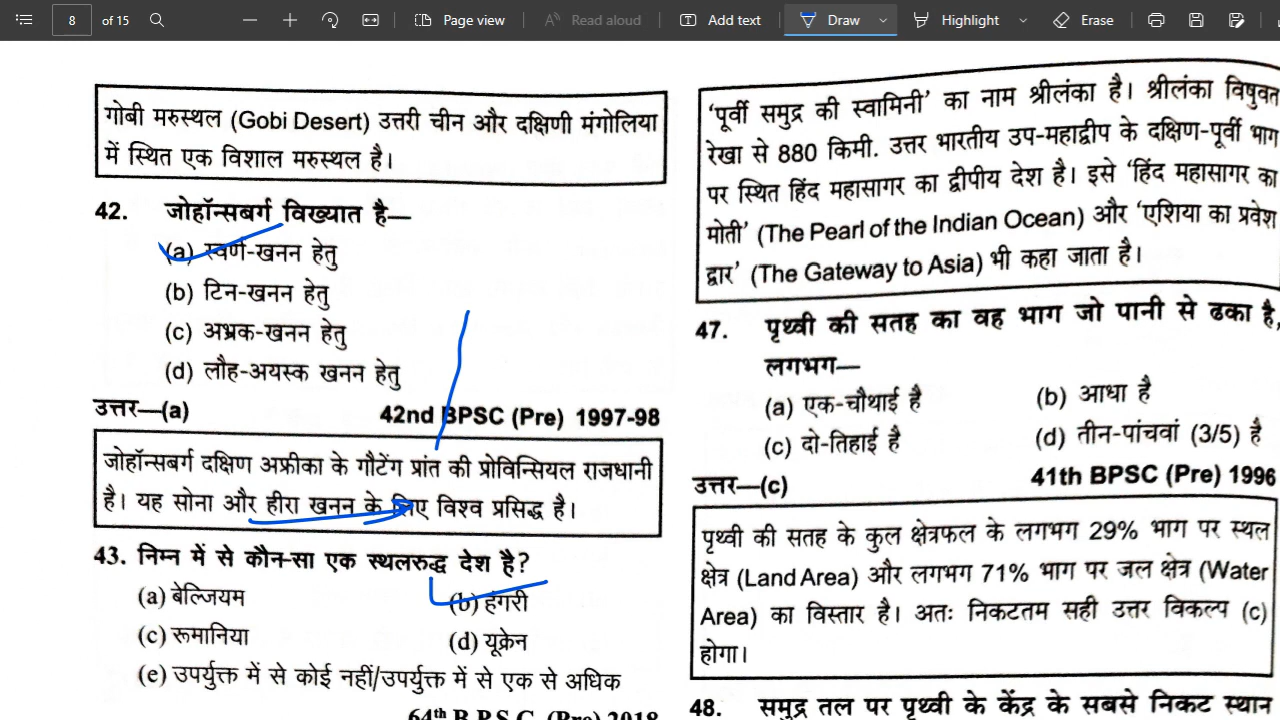 8 of 15
Page view
Read aloud
Add text
Draw
Highlight
Erase
गोबी मरुस्थल (Gobi Desert) उत्तरी चीन और दक्षिणी मंगोलिया
में स्थित एक विशाल मरुस्थल है।
42. जोहॉन्सबर्ग विख्यात है—
(a) स्वर्ण-खनन हेतु
(b) टिन-खनन हेतु
(c) अभ्रक-खनन हेतु
(d) लौह-अयस्क खनन हेतु
उत्तर—(a) 42nd BPSC (Pre) 1997-98
जोहॉन्सबर्ग दक्षिण अफ्रीका के गौटेंग प्रांत की प्रोविन्सियल राजधानी
है। यह सोना और हीरा खनन के लिए विश्व प्रसिद्ध है।
43. निम्न में से कौन-सा एक स्थलरुद्ध देश है?
(a) बेल्जियम (b) हंगरी
(c) रूमानिया (d) यूक्रेन
(e) उपर्युक्त में से कोई नहीं/उपर्युक्त में से एक से अधिक
64th B.P.S.C. (Pre) 2018
'पूर्वी समुद्र की स्वामिनी' का नाम श्रीलंका है। श्रीलंका विषुवत
रेखा से 880 किमी. उत्तर भारतीय उप-महाद्वीप के दक्षिण-पूर्वी भाग
पर स्थित हिंद महासागर का द्वीपीय देश है। इसे 'हिंद महासागर का
मोती' (The Pearl of the Indian Ocean) और 'एशिया का प्रवेश
द्वार' (The Gateway to Asia) भी कहा जाता है।
47. पृथ्वी की सतह का वह भाग जो पानी से ढका है,
लगभग—
(a) एक-चौथाई है (b) आधा है
(c) दो-तिहाई है (d) तीन-पांचवां (3/5) है
उत्तर—(c) 41th BPSC (Pre) 1996
पृथ्वी की सतह के कुल क्षेत्रफल के लगभग 29% भाग पर स्थल
क्षेत्र (Land Area) और लगभग 71% भाग पर जल क्षेत्र (Water
Area) का विस्तार है। अतः निकटतम सही उत्तर विकल्प (c)
होगा।
48. समुद्र तल पर पृथ्वी के केंद्र के सबसे निकट स्थान